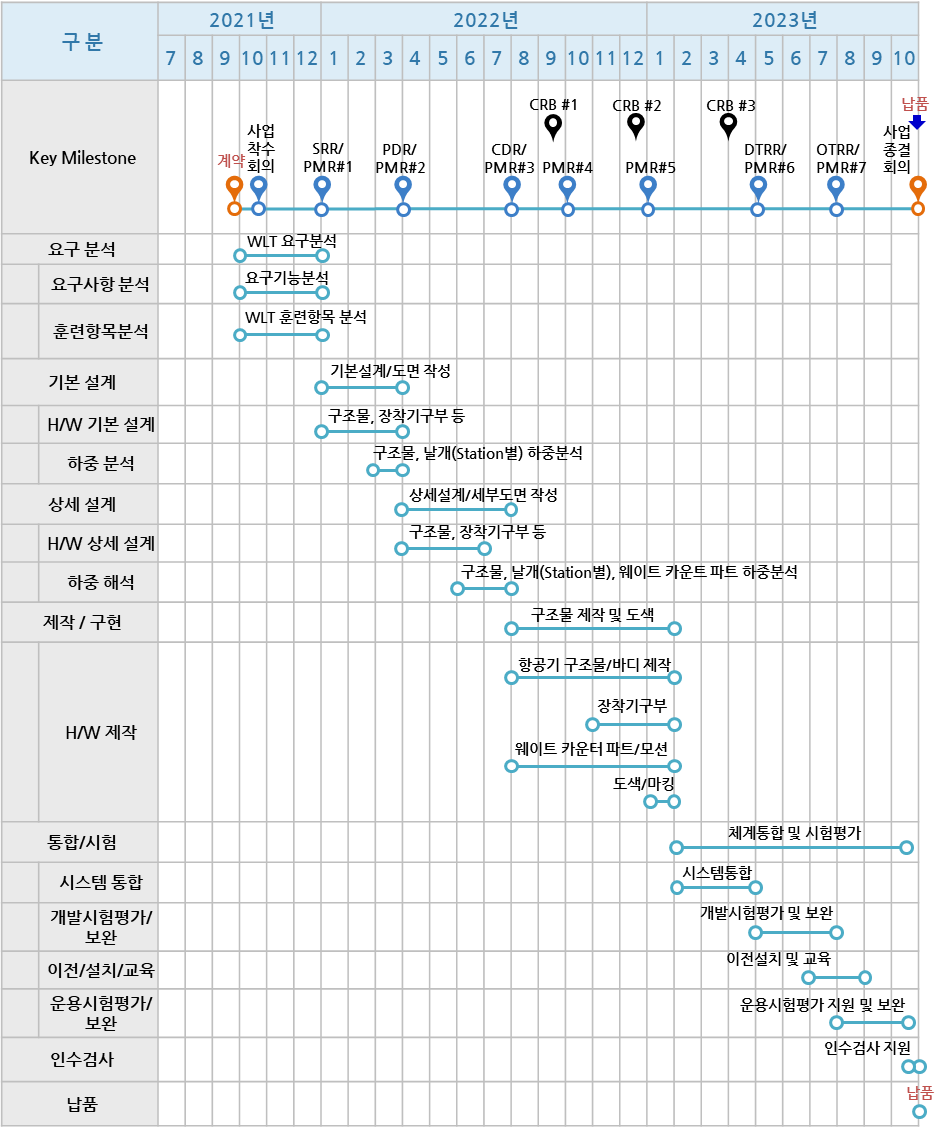 구 분
2021년
2022년
2023년
7 8 9 10 11 12 1 2 3 4 5 6 7 8 9 10 11 12 1 2 3 4 5 6 7 8 9 10
Key Milestone
계약
사업
착수
회의
SRR/
PMR#1
PDR/
PMR#2
CDR/
PMR#3
CRB #1
PMR#4
CRB #2
PMR#5
CRB #3
DTRR/
PMR#6
OTRR/
PMR#7
사업
종결
회의
납품
요구 분석
WLT 요구분석
요구사항 분석
요구기능분석
훈련항목분석
WLT 훈련항목 분석
기본 설계
기본설계/도면 작성
H/W 기본 설계
구조물, 장착기구부 등
하중 분석
구조물, 날개(Station별) 하중분석
상세 설계
상세설계/세부도면 작성
H/W 상세 설계
구조물, 장착기구부 등
하중 해석
구조물, 날개(Station별), 웨이트 카운트 파트 하중분석
제작 / 구현
구조물 제작 및 도색
H/W 제작
항공기 구조물/바디 제작
장착기구부
웨이트 카운터 파트/모션
도색/마킹
통합/시험
체계통합 및 시험평가
시스템 통합
시스템통합
개발시험평가/
보완
개발시험평가 및 보완
이전/설치/교육
이전설치 및 교육
운용시험평가/
보완
운용시험평가 지원 및 보완
인수검사
인수검사 지원
납품
납품